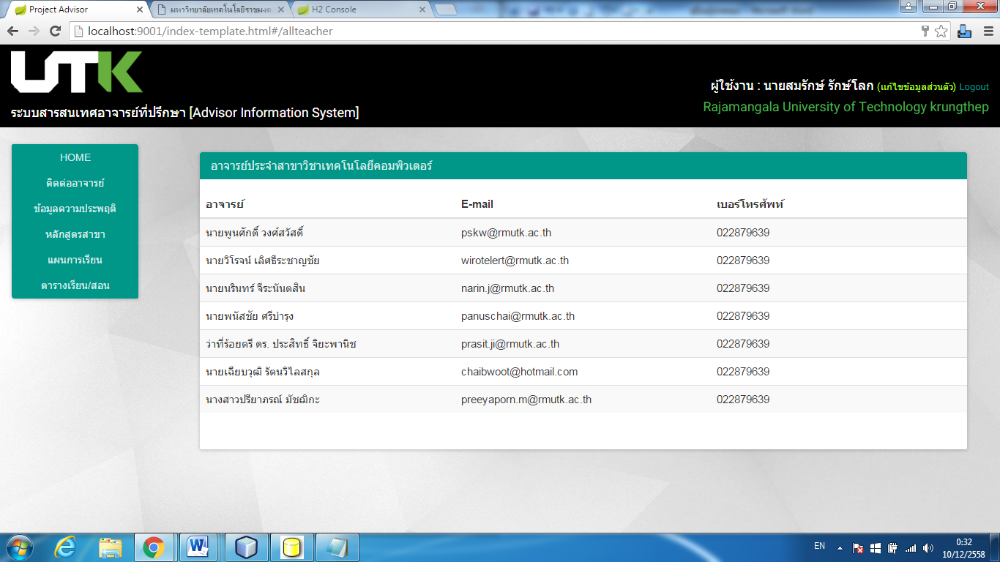 Project Advisor
มหาวิทยาลัยเทคโนโลยีราชมงค
H2 Console
localhost:9001/index-template.html#/allteacher
UTK
ผู้ใช้งาน : นายสมรักษ์ รักษ์โลก (แก้ไขข้อมูลส่วนตัว) Logout
ระบบสารสนเทศอาจารย์ที่ปรึกษา [Advisor Information System]
Rajamangala University of Technology krungthep
HOME
ติดต่ออาจารย์
ข้อมูลความประพฤติ
หลักสูตรสาขา
แผนการเรียน
ตารางเรียน/สอน
อาจารย์ประจำสาขาวิชาเทคโนโลยีคอมพิวเตอร์
อาจารย์ E-mail เบอร์โทรศัพท์
นายพูนศักดิ์ วงศ์สวัสดิ์ pskw@rmutk.ac.th 022879639
นายวิโรจน์ เลิศธีระชาญชัย wirotelert@rmutk.ac.th 022879639
นายนรินทร์ จีระนันตสิน narin.j@rmutk.ac.th 022879639
นายพนัสชัย ศรีบำรุง panuschai@rmutk.ac.th 022879639
ว่าที่ร้อยตรี ดร. ประสิทธิ์ จิยะพานิช prasit.ji@rmutk.ac.th 022879639
นายเฉียบวุฒิ รัตนวิไลสกุล chaibwoot@hotmail.com 022879639
นางสาวปรียาภรณ์ มัชฌิกะ preeyaporn.m@rmutk.ac.th 022879639
EN
0:32
10/12/2558